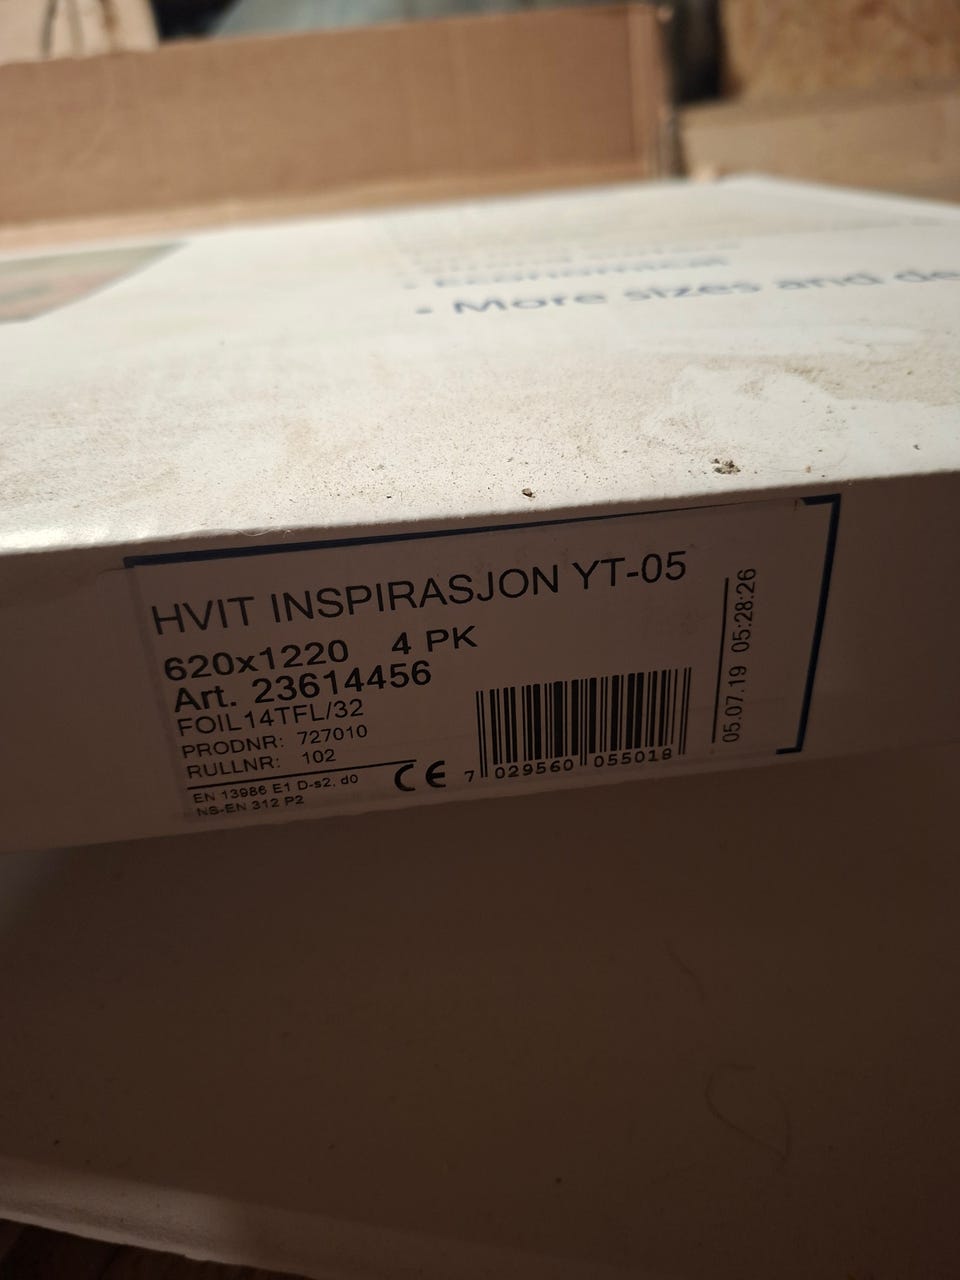 • Economical
• More sizes and de
HVIT INSPIRASJON YT-05
620x1220 4 PK
Art. 23614456
FOIL14TFL/32
PRODNR: 727010
RULLNR: 102
EN 13986 E1 D-s2, d0
NS-EN 312 P2
CE
7 029560 055018
05.07.19 05:28:26